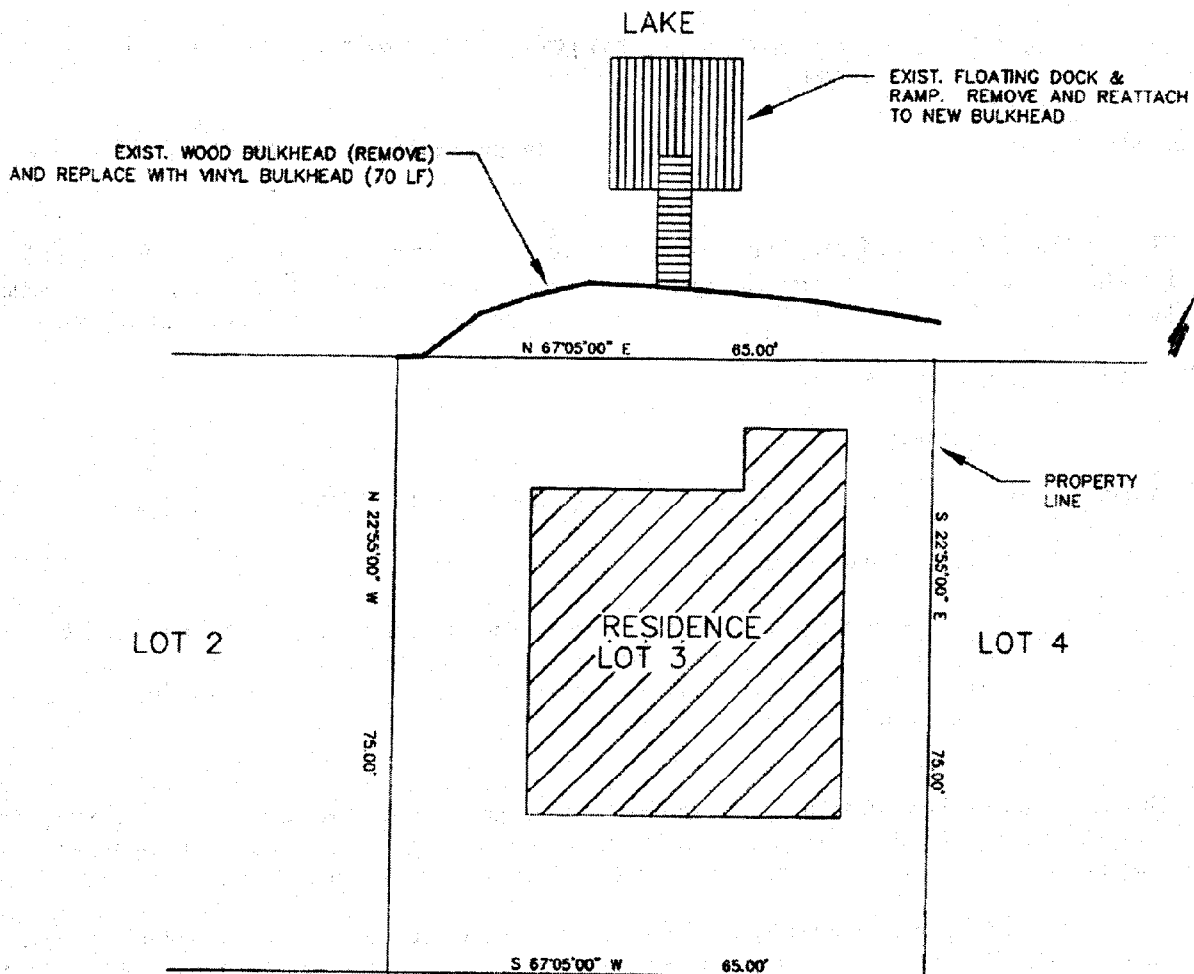 LAKE
EXIST. FLOATING DOCK &
RAMP. REMOVE AND REATTACH
TO NEW BULKHEAD
EXIST. WOOD BULKHEAD (REMOVE)
AND REPLACE WITH VINYL BULKHEAD (70 LF)
N 67°05'00" E 65.00'
PROPERTY
LINE
N 22°55'00" W
75.00'
S 22°55'00" E
75.00'
LOT 2
RESIDENCE
LOT 3
LOT 4
S 67°05'00" W 65.00'